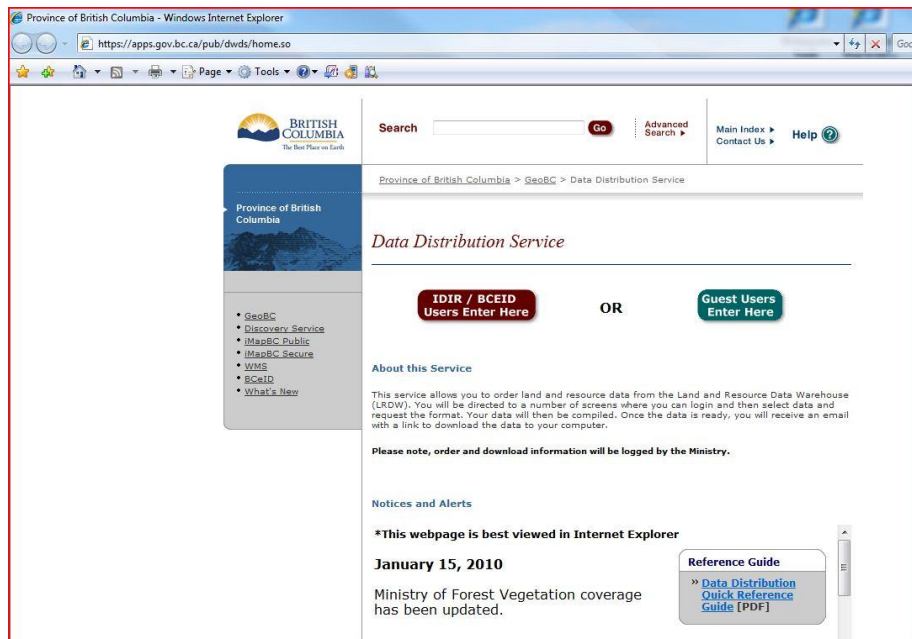 Province of British Columbia - Windows Internet Explorer
https://apps.gov.bc.ca/pub/dwds/home.so
Goo
Page
Tools
BRITISH
COLUMBIA
The Best Place on Earth
Search
Go
Advanced
Search
Main Index
Contact Us
Help
Province of British Columbia > GeoBC > Data Distribution Service
Province of British
Columbia
Data Distribution Service
IDIR / BCEID
Users Enter Here
OR
Guest Users
Enter Here
• GeoBC
• Discovery Service
• iMapBC Public
• iMapBC Secure
• WMS
• BCeID
• What's New
About this Service
This service allows you to order land and resource data from the Land and Resource Data Warehouse
(LRDW). You will be directed to a number of screens where you can login and then select data and
request the format. Your data will then be compiled. Once the data is ready, you will receive an email
with a link to download the data to your computer.
Please note, order and download information will be logged by the Ministry.
Notices and Alerts
*This webpage is best viewed in Internet Explorer
January 15, 2010
Ministry of Forest Vegetation coverage
has been updated.
Reference Guide
» Data Distribution
Quick Reference
Guide [PDF]